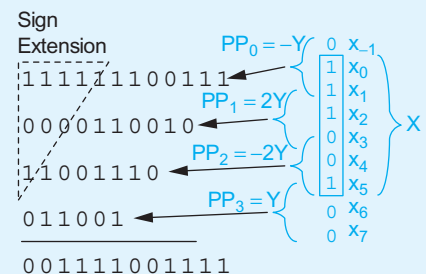 Sign
Extension
PP₀ = −Y
0 x₋₁
111111100111
1 x₀
1 x₁
PP₁ = 2Y
1 x₂
0000110010
0 x₃
X
PP₂ = −2Y
0 x₄
11001110
1 x₅
PP₃ = Y
0 x₆
011001
0 x₇
001111001111